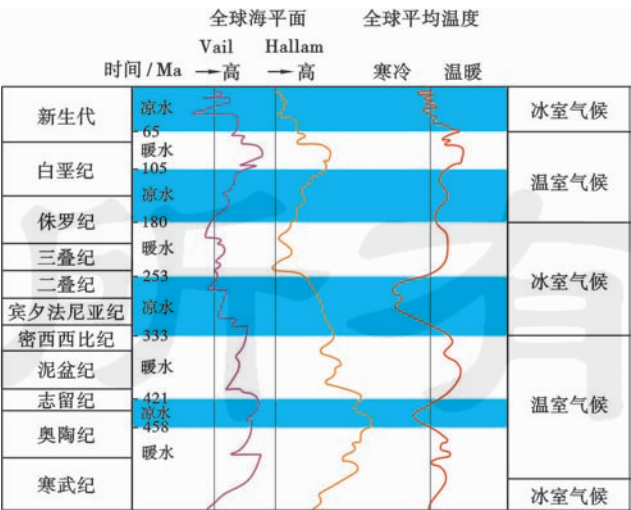 全球海平面 全球平均温度
Vail Hallam
时间/Ma →高 →高 寒冷 温暖
新生代 凉水 冰室气候
65
暖水
白垩纪 105 温室气候
凉水
侏罗纪 180
三叠纪 暖水
253
二叠纪 冰室气候
宾夕法尼亚纪 凉水
密西西比纪 333
泥盆纪 暖水
志留纪 421 温室气候
凉水
奥陶纪 458
暖水
寒武纪 冰室气候
所有